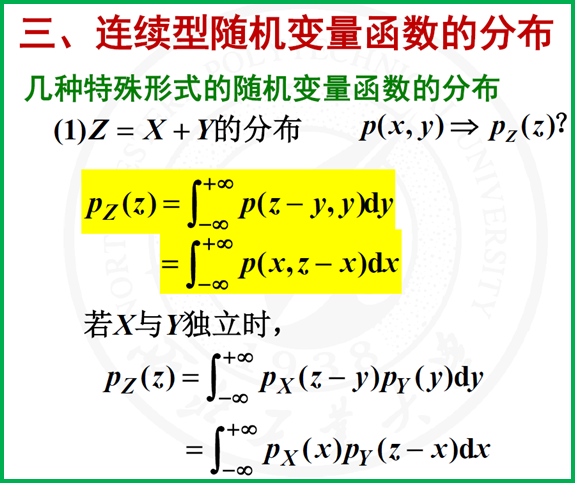 三、连续型随机变量函数的分布
几种特殊形式的随机变量函数的分布
(1)Z = X + Y的分布 p(x, y) ⇒ p_Z(z)?
p_Z(z) = ∫_{-∞}^{+∞} p(z - y, y)dy
= ∫_{-∞}^{+∞} p(x, z - x)dx
若X与Y独立时，
p_Z(z) = ∫_{-∞}^{+∞} p_X(z - y)p_Y(y)dy
= ∫_{-∞}^{+∞} p_X(x)p_Y(z - x)dx